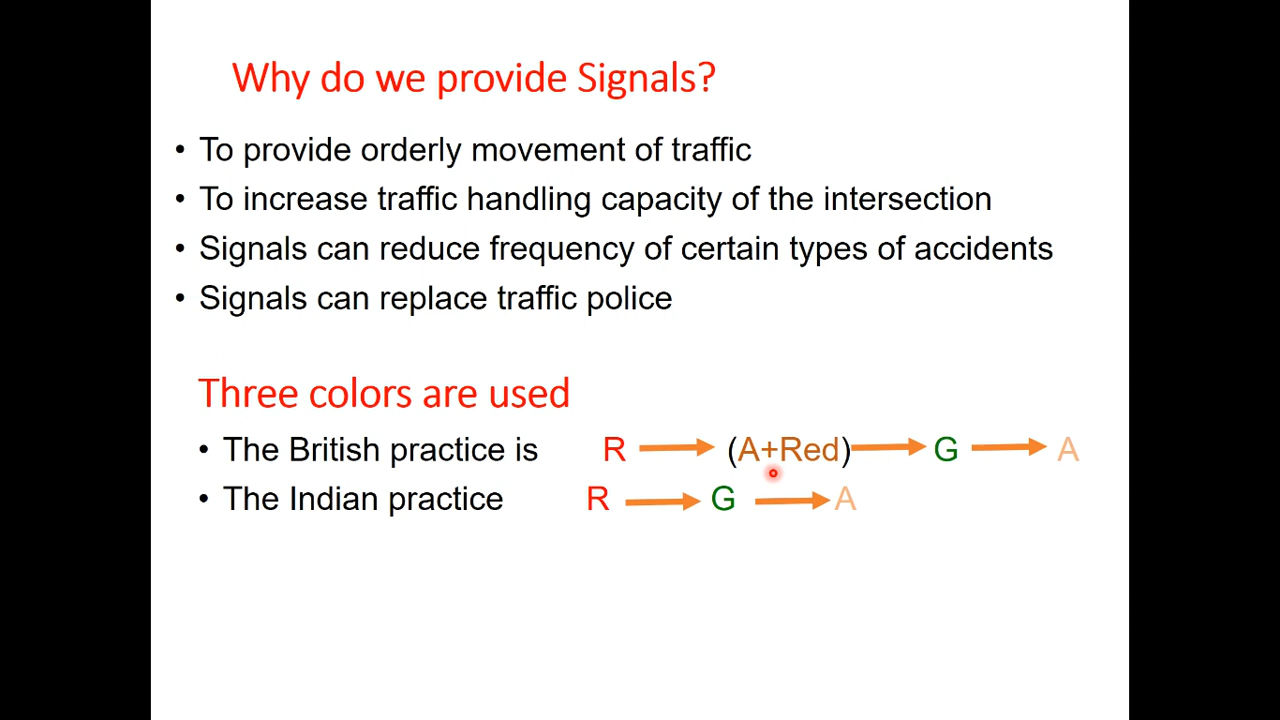 Why do we provide Signals?
• To provide orderly movement of traffic
• To increase traffic handling capacity of the intersection
• Signals can reduce frequency of certain types of accidents
• Signals can replace traffic police
Three colors are used
• The British practice is R → (A+Red) → G → A
• The Indian practice R → G → A